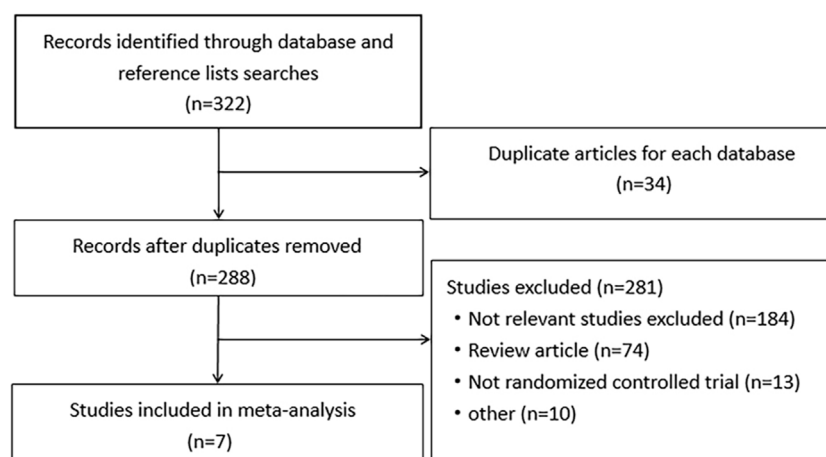 Records identified through database and
reference lists searches
(n=322)
Duplicate articles for each database
(n=34)
Records after duplicates removed
(n=288)
Studies excluded (n=281)
• Not relevant studies excluded (n=184)
• Review article (n=74)
• Not randomized controlled trial (n=13)
• other (n=10)
Studies included in meta-analysis
(n=7)